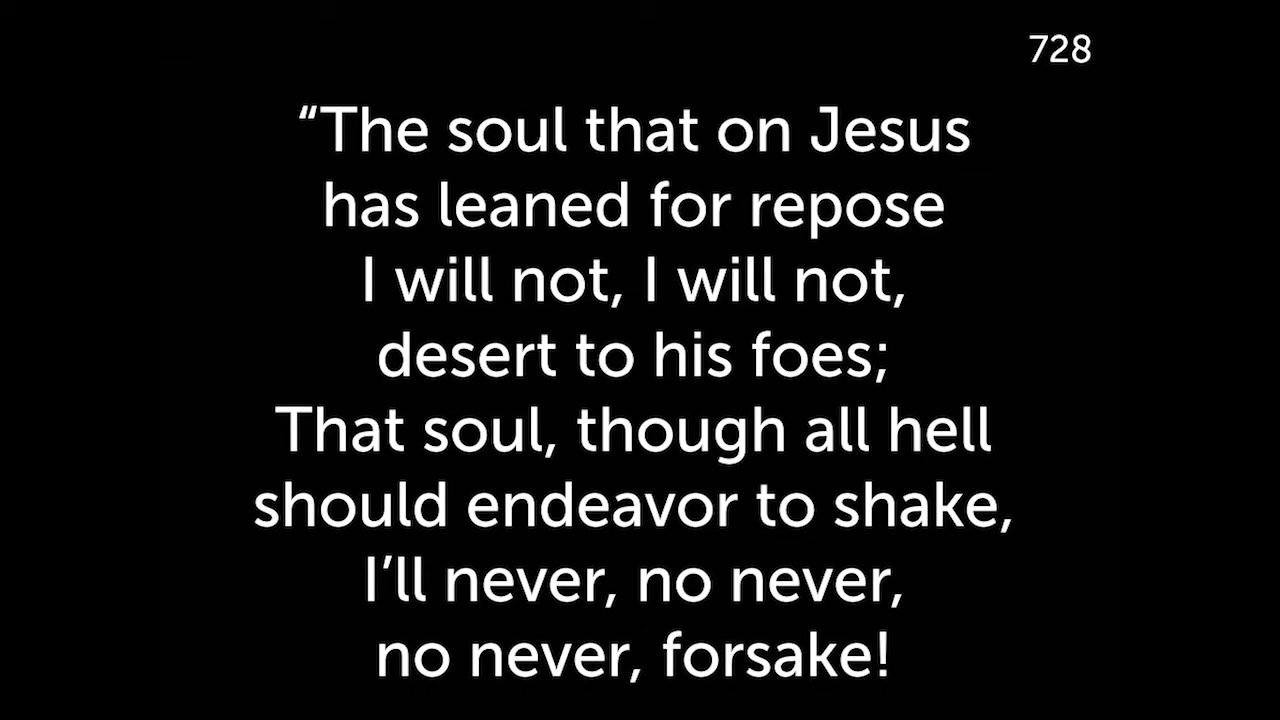 728
“The soul that on Jesus
has leaned for repose
I will not, I will not,
desert to his foes;
That soul, though all hell
should endeavor to shake,
I’ll never, no never,
no never, forsake!